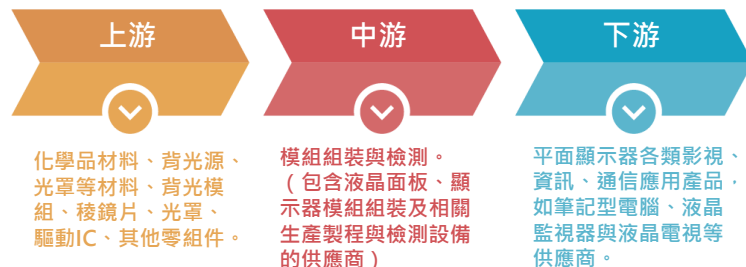 上游
化學品材料、背光源、
光罩等材料、背光模
組、稜鏡片、光罩、
驅動IC、其他零組件。
中游
模組組裝與檢測。
（包含液晶面板、顯
示器模組組裝及相關
生產製程與檢測設備
的供應商）
下游
平面顯示器各類影視、
資訊、通信應用產品，
如筆記型電腦、液晶
監視器與液晶電視等
供應商。